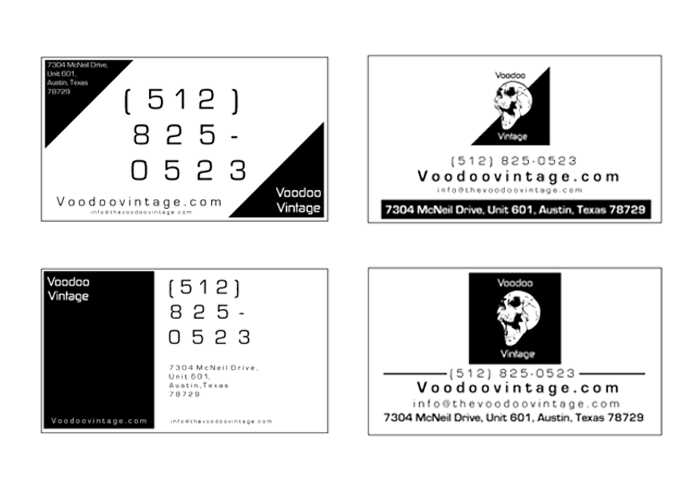 7304 McNeil Drive,
Unit 601,
Austin, Texas
78729
(512)
825-
0523
Voodoovintage.com
info@thevoodoovintage.com
Voodoo
Vintage
Voodoo
Vintage
(512) 825-0523
Voodoovintage.com
info@thevoodoovintage.com
7304 McNeil Drive, Unit 601, Austin, Texas 78729
Voodoo
Vintage
Voodoovintage.com
(512)
825-
0523
7304 McNeil Drive,
Unit 601,
Austin,Texas
78729
info@thevoodoovintage.com
Voodoo
Vintage
(512) 825-0523
Voodoovintage.com
info@thevoodoovintage.com
7304 McNeil Drive, Unit 601, Austin, Texas 78729